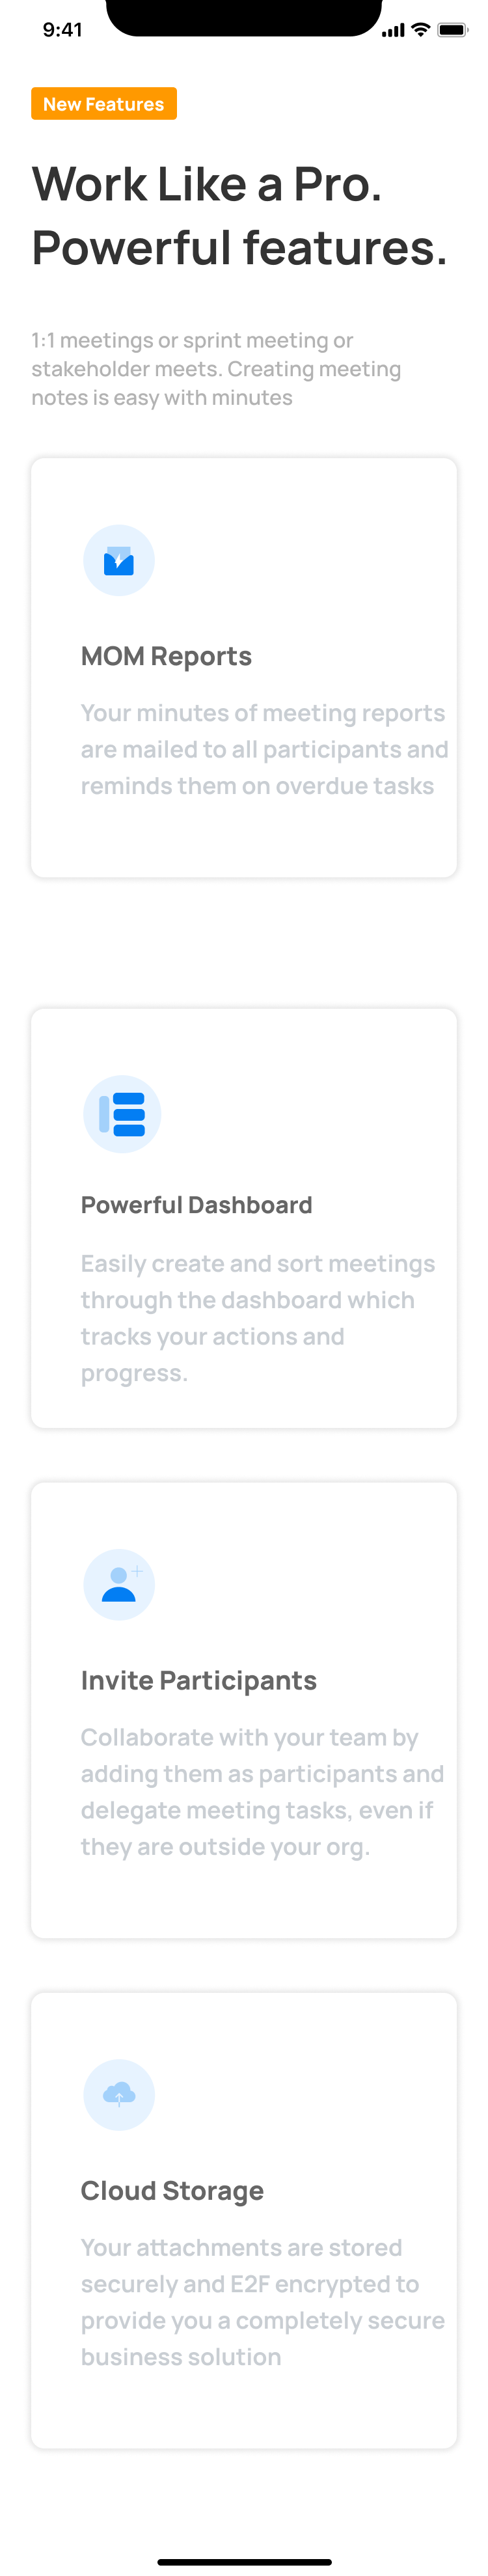 9:41
New Features
Work Like a Pro.
Powerful features.
1:1 meetings or sprint meeting or
stakeholder meets. Creating meeting
notes is easy with minutes
MOM Reports
Your minutes of meeting reports
are mailed to all participants and
reminds them on overdue tasks
Powerful Dashboard
Easily create and sort meetings
through the dashboard which
tracks your actions and
progress.
Invite Participants
Collaborate with your team by
adding them as participants and
delegate meeting tasks, even if
they are outside your org.
Cloud Storage
Your attachments are stored
securely and E2F encrypted to
provide you a completely secure
business solution